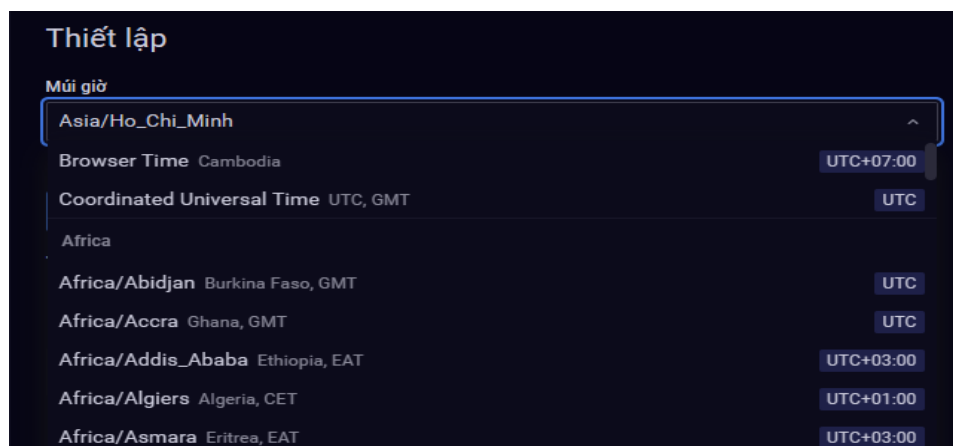 Thiết lập
Múi giờ
Asia/Ho_Chi_Minh
Browser Time Cambodia UTC+07:00
Coordinated Universal Time UTC, GMT UTC
Africa
Africa/Abidjan Burkina Faso, GMT UTC
Africa/Accra Ghana, GMT UTC
Africa/Addis_Ababa Ethiopia, EAT UTC+03:00
Africa/Algiers Algeria, CET UTC+01:00
Africa/Asmara Eritrea, EAT UTC+03:00